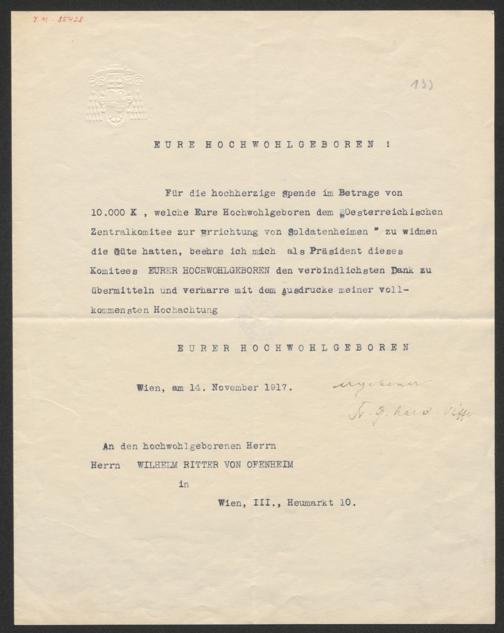 I.N. 85428
133
EURE HOCHWOHLGEBOREN !
Für die hochherzige Spende im Betrage von
10.000 K , welche Eure Hochwohlgeboren dem „Oesterreichischen
Zentralkomitee zur Errichtung von Soldatenheimen " zu widmen
die Güte hatten, beehre ich mich als Präsident dieses
Komitees EURER HOCHWOHLGEBOREN den verbindlichsten Dank zu
übermitteln und verharre mit dem Ausdrucke meiner voll-
kommensten Hochachtung
EURER HOCHWOHLGEBOREN
Wien, am 14. November 1917.
ergebener
An den hochwohlgeborenen Herrn
Herrn WILHELM RITTER VON OFENHEIM
in
Wien, III., Heumarkt 10.